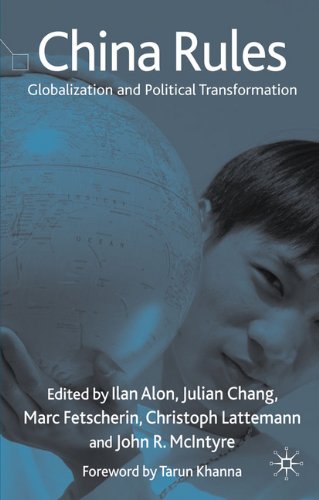 China Rules
Globalization and Political Transformation
Edited by Ilan Alon, Julian Chang,
Marc Fetscherin, Christoph Lattemann
and John R. McIntyre
Foreword by Tarun Khanna